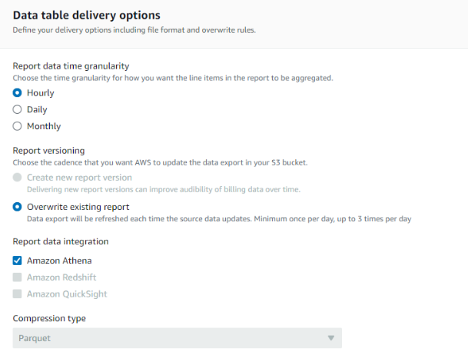 Data table delivery options
Define your delivery options including file format and overwrite rules.
Report data time granularity
Choose the time granularity for how you want the line items in the report to be aggregated.
Hourly
Daily
Monthly
Report versioning
Choose the cadence that you want AWS to update the data export in your S3 bucket.
Create new report version
Delivering new report versions can improve audibility of billing data over time.
Overwrite existing report
Data export will be refreshed each time the source data updates. Minimum once per day, up to 3 times per day
Report data integration
Amazon Athena
Amazon Redshift
Amazon QuickSight
Compression type
Parquet